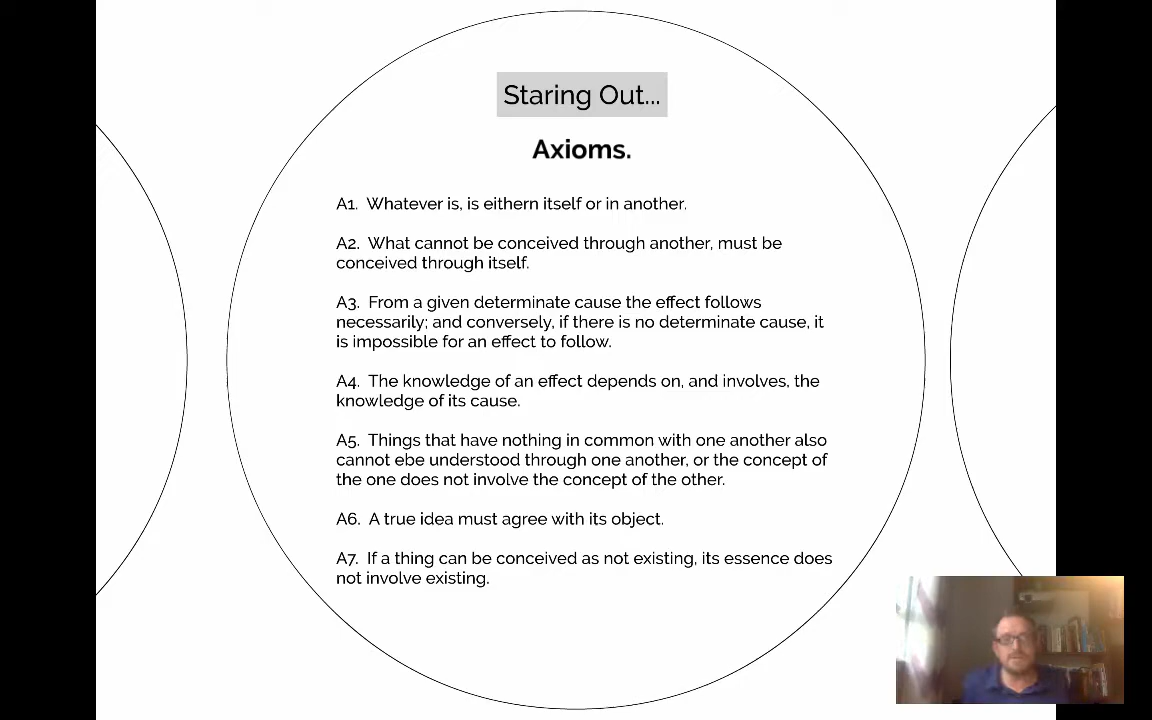 Staring Out...
Axioms.
A1.  Whatever is, is eithern itself or in another.
A2.  What cannot be conceived through another, must be
conceived through itself.
A3.  From a given determinate cause the effect follows
necessarily; and conversely, if there is no determinate cause, it
is impossible for an effect to follow.
A4.  The knowledge of an effect depends on, and involves, the
knowledge of its cause.
A5.  Things that have nothing in common with one another also
cannot ebe understood through one another, or the concept of
the one does not involve the concept of the other.
A6.  A true idea must agree with its object.
A7.  If a thing can be conceived as not existing, its essence does
not involve existing.